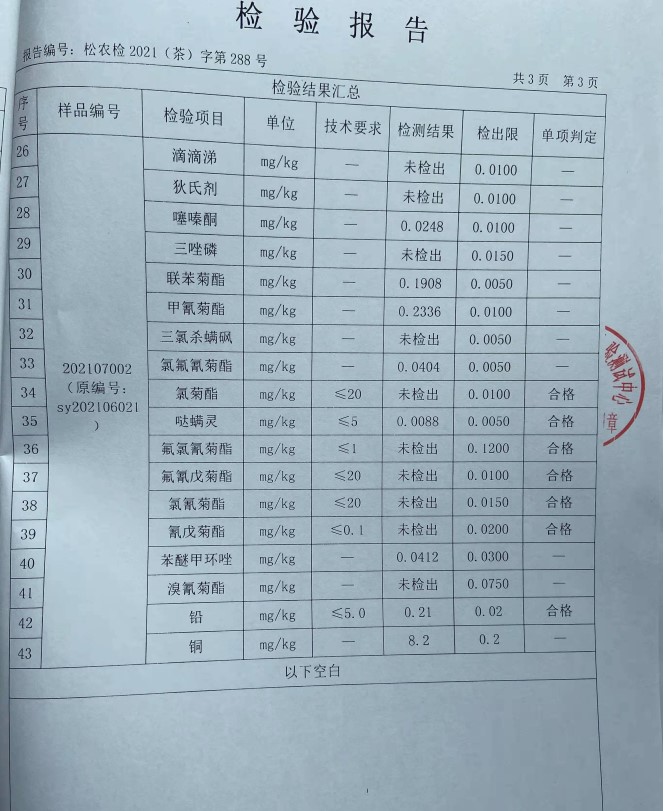 检验报告
报告编号：松农检2021（茶）字第288号
共3页 第3页
检验结果汇总
序号 样品编号 检验项目 单位 技术要求 检测结果 检出限 单项判定
202107002
（原编号：
sy202106021
）
26 滴滴涕 mg/kg — 未检出 0.0100 —
27 狄氏剂 mg/kg — 未检出 0.0100 —
28 噻嗪酮 mg/kg — 0.0248 0.0100 —
29 三唑磷 mg/kg — 未检出 0.0150 —
30 联苯菊酯 mg/kg — 0.1908 0.0050 —
31 甲氰菊酯 mg/kg — 0.2336 0.0100 —
32 三氯杀螨砜 mg/kg — 未检出 0.0050 —
33 氯氟氰菊酯 mg/kg — 0.0404 0.0050 —
34 氯菊酯 mg/kg ≤20 未检出 0.0100 合格
35 哒螨灵 mg/kg ≤5 0.0088 0.0050 合格
36 氟氯氰菊酯 mg/kg ≤1 未检出 0.1200 合格
37 氟氰戊菊酯 mg/kg ≤20 未检出 0.0100 合格
38 氯氰菊酯 mg/kg ≤20 未检出 0.0150 合格
39 氰戊菊酯 mg/kg ≤0.1 未检出 0.0200 合格
40 苯醚甲环唑 mg/kg — 0.0412 0.0300 —
41 溴氰菊酯 mg/kg — 未检出 0.0750 —
42 铅 mg/kg ≤5.0 0.21 0.02 合格
43 铜 mg/kg — 8.2 0.2 —
以下空白
验测试中心
章